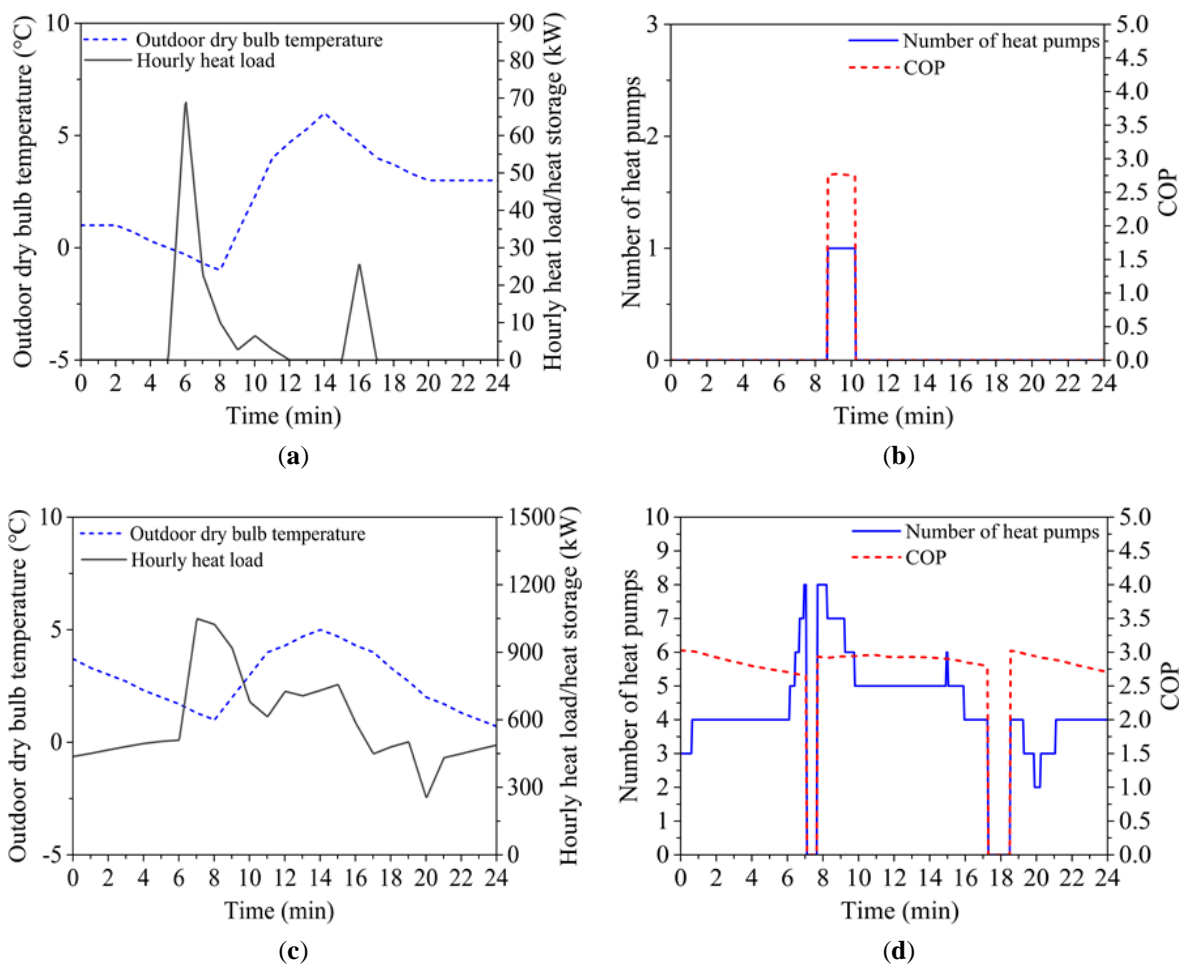 Outdoor dry bulb temperature (°C)
10
5
0
-5
Outdoor dry bulb temperature
Hourly heat load
90
80
70
60
50
40
30
20
10
0
Hourly heat load/heat storage (kW)
0 2 4 6 8 10 12 14 16 18 20 22 24
Time (min)
(a)
Number of heat pumps
3
2
1
0
Number of heat pumps
COP
5.0
4.5
4.0
3.5
3.0
2.5
2.0
1.5
1.0
0.5
0.0
COP
0 2 4 6 8 10 12 14 16 18 20 22 24
Time (min)
(b)
Outdoor dry bulb temperature (°C)
10
5
0
-5
Outdoor dry bulb temperature
Hourly heat load
1500
1200
900
600
300
0
Hourly heat load/heat storage (kW)
0 2 4 6 8 10 12 14 16 18 20 22 24
Time (min)
(c)
Number of heat pumps
10
9
8
7
6
5
4
3
2
1
0
Number of heat pumps
COP
5.0
4.5
4.0
3.5
3.0
2.5
2.0
1.5
1.0
0.5
0.0
COP
0 2 4 6 8 10 12 14 16 18 20 22 24
Time (min)
(d)